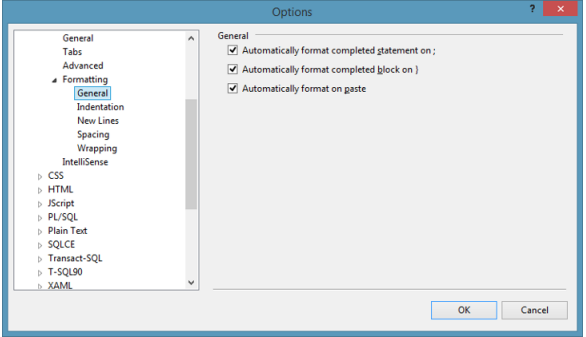 Options
?
General
Tabs
Advanced
Formatting
General
Indentation
New Lines
Spacing
Wrapping
IntelliSense
CSS
HTML
JScript
PL/SQL
Plain Text
SQLCE
Transact-SQL
T-SQL90
XAML
General
Automatically format completed statement on ;
Automatically format completed block on }
Automatically format on paste
OK
Cancel